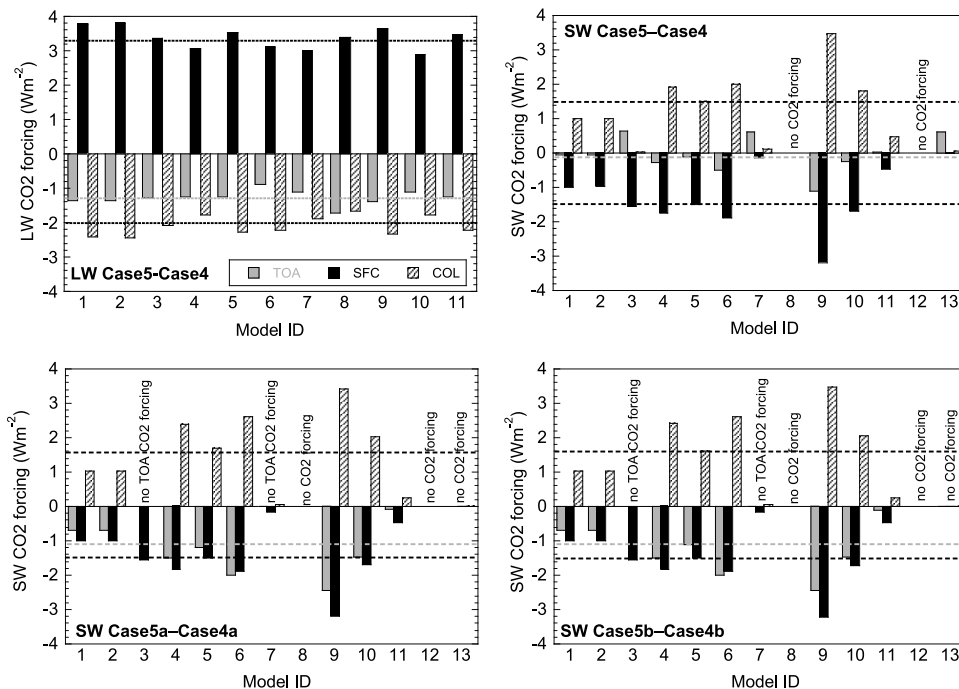 4
3
2
1
0
-1
-2
-3
-4
LW CO2 forcing (Wm-2)
LW Case5-Case4
TOA SFC COL
1 2 3 4 5 6 7 8 9 10 11
Model ID
SW Case5–Case4
4
3
2
1
0
-1
-2
-3
-4
SW CO2 forcing (Wm-2)
no CO2 forcing
no CO2 forcing
1 2 3 4 5 6 7 8 9 10 11 12 13
Model ID
4
3
2
1
0
-1
-2
-3
-4
SW CO2 forcing (Wm-2)
no TOA CO2 forcing
no TOA CO2 forcing
no CO2 forcing
no CO2 forcing
no CO2 forcing
SW Case5a–Case4a
1 2 3 4 5 6 7 8 9 10 11 12 13
Model ID
4
3
2
1
0
-1
-2
-3
-4
SW CO2 forcing (Wm-2)
no TOA CO2 forcing
no TOA CO2 forcing
no CO2 forcing
no CO2 forcing
no CO2 forcing
SW Case5b–Case4b
1 2 3 4 5 6 7 8 9 10 11 12 13
Model ID